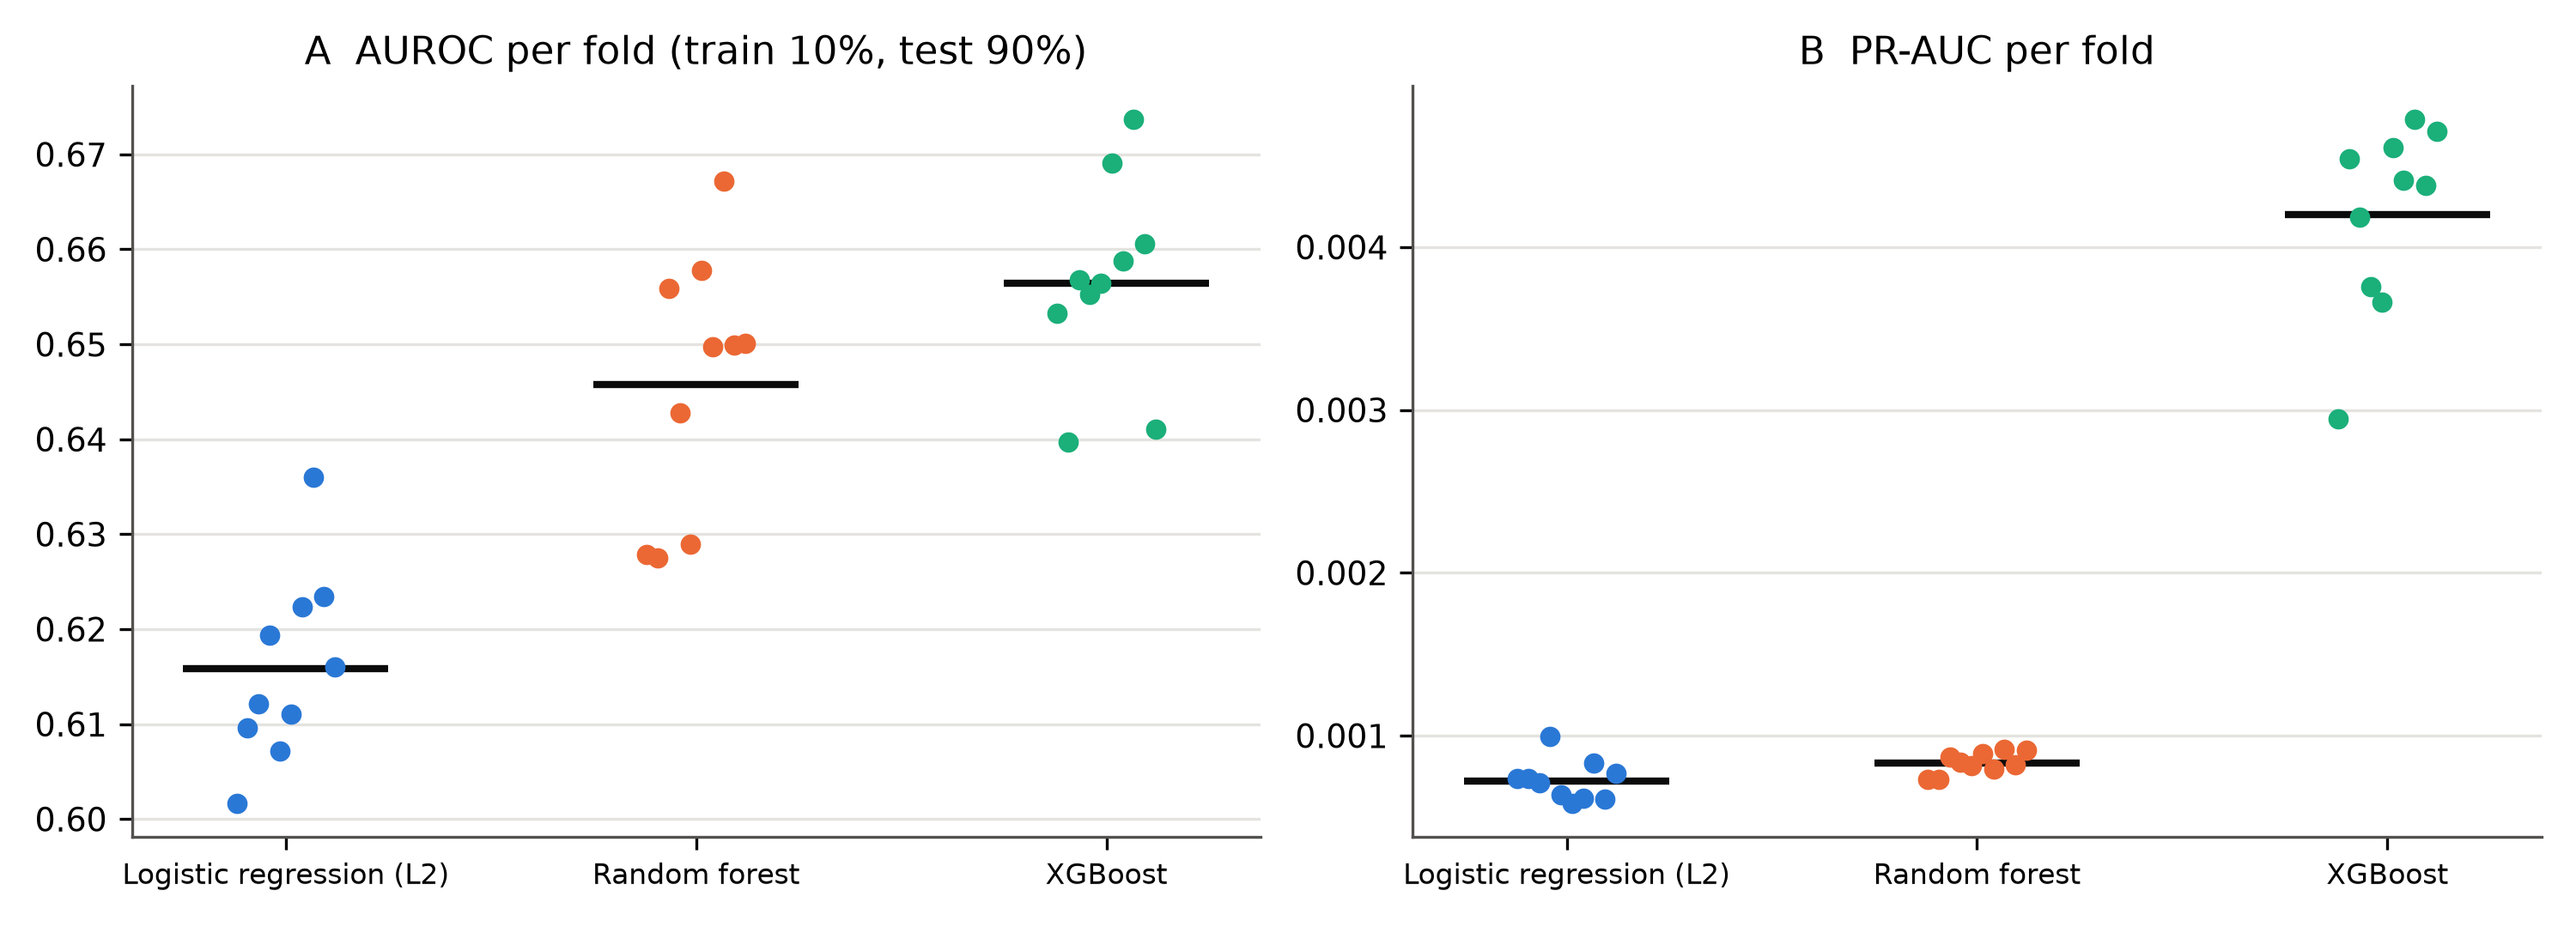 A  AUROC per fold (train 10%, test 90%)
0.67
0.66
0.65
0.64
0.63
0.62
0.61
0.60
Logistic regression (L2)
Random forest
XGBoost
B  PR-AUC per fold
0.004
0.003
0.002
0.001
Logistic regression (L2)
Random forest
XGBoost